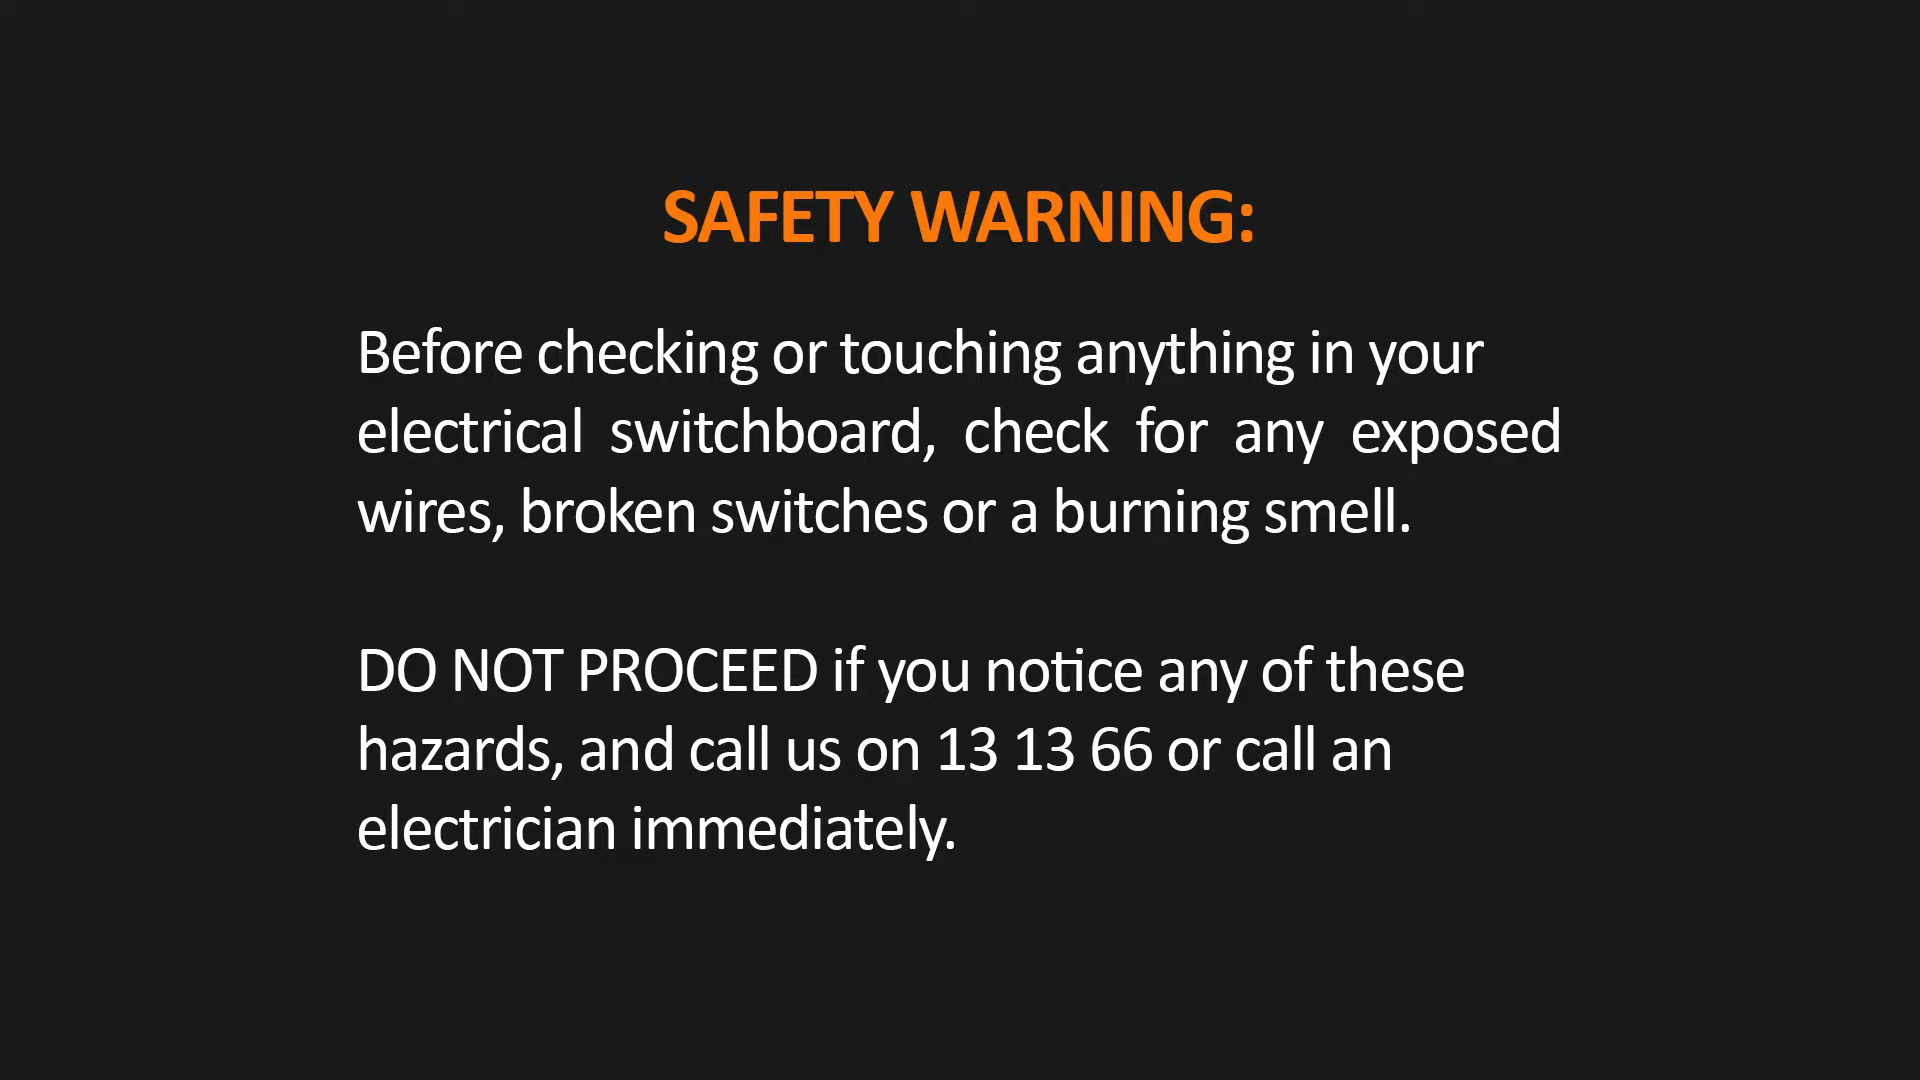 SAFETY WARNING:
Before checking or touching anything in your
electrical switchboard, check for any exposed
wires, broken switches or a burning smell.
DO NOT PROCEED if you notice any of these
hazards, and call us on 13 13 66 or call an
electrician immediately.